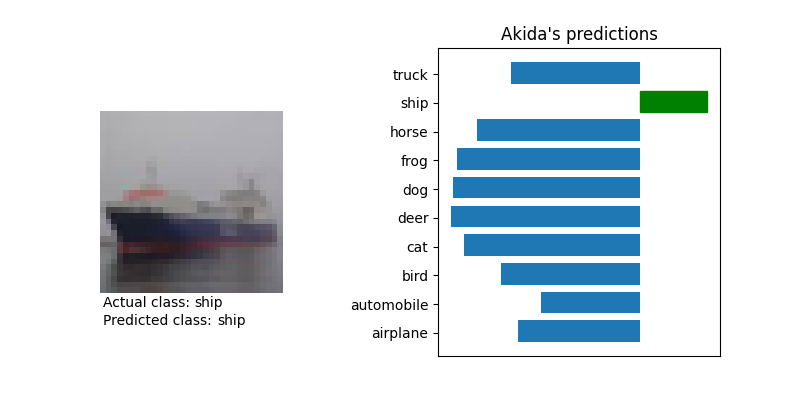 Akida's predictions
truck
ship
horse
frog
dog
deer
cat
bird
automobile
airplane
Actual class: ship
Predicted class: ship